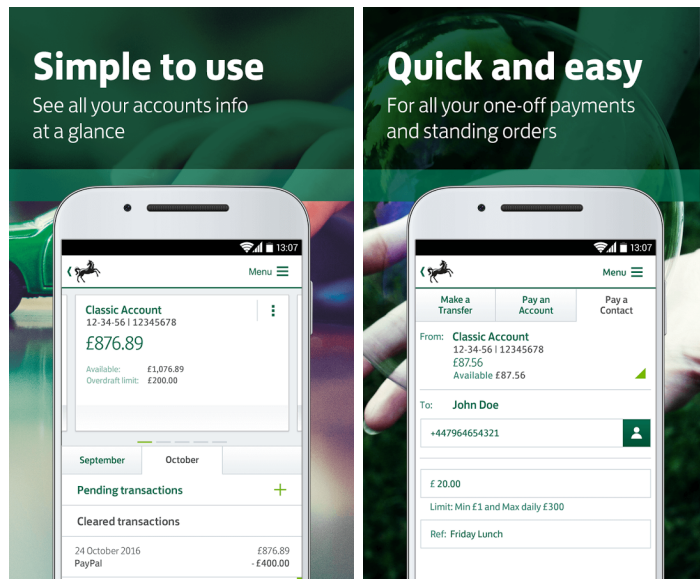 Simple to use
See all your accounts info
at a glance
13:07
Menu
Classic Account
12-34-56 | 12345678
£876.89
Available: £1,076.89
Overdraft limit: £200.00
September October
Pending transactions
Cleared transactions
24 October 2016 £876.89
PayPal - £400.00
Quick and easy
For all your one-off payments
and standing orders
13:07
Menu
Make a Transfer
Pay an Account
Pay a Contact
From: Classic Account
12-34-56 | 12345678
£87.56
Available £87.56
To: John Doe
+447964654321
£ 20.00
Limit: Min £1 and Max daily £300
Ref: Friday Lunch